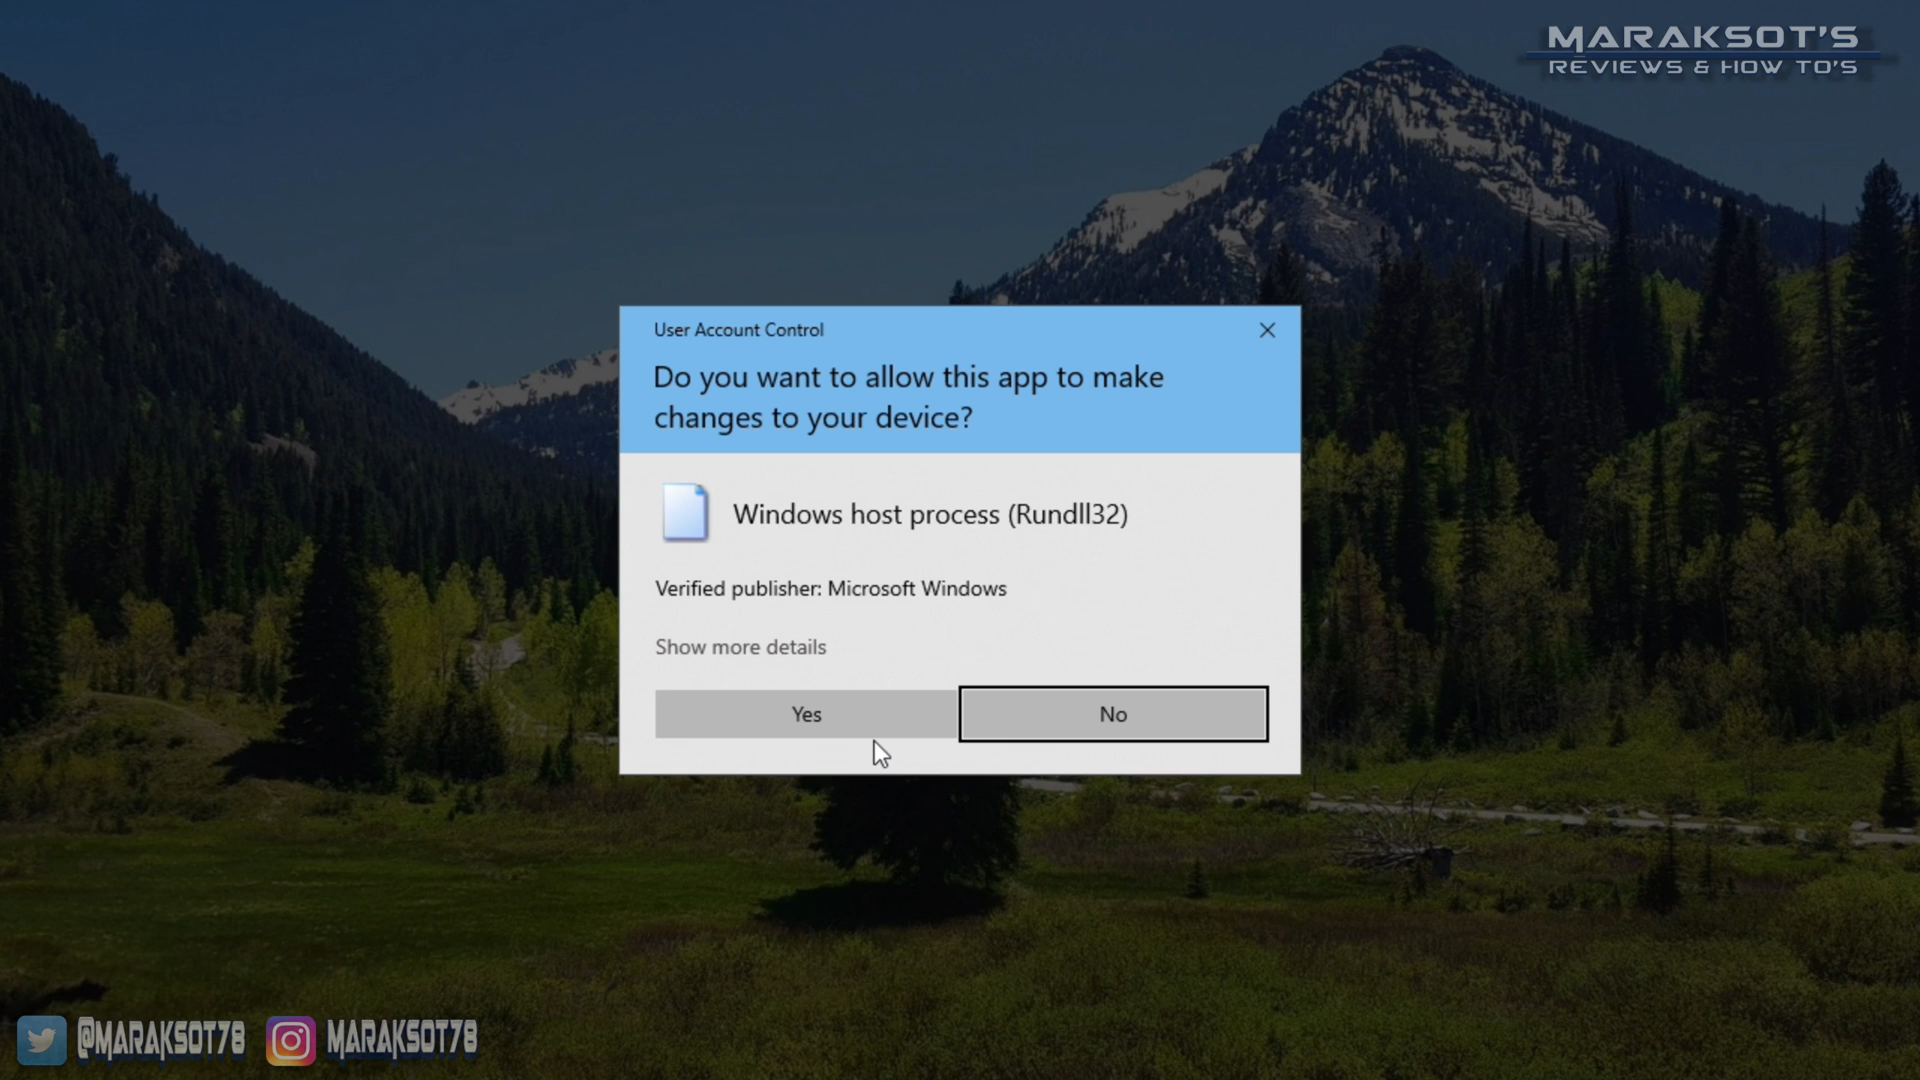 MARAKSOT'S
REVIEWS & HOW TO'S
User Account Control
Do you want to allow this app to make
changes to your device?
Windows host process (Rundll32)
Verified publisher: Microsoft Windows
Show more details
Yes
No
@MARAKSOT78
MARAKSOT78